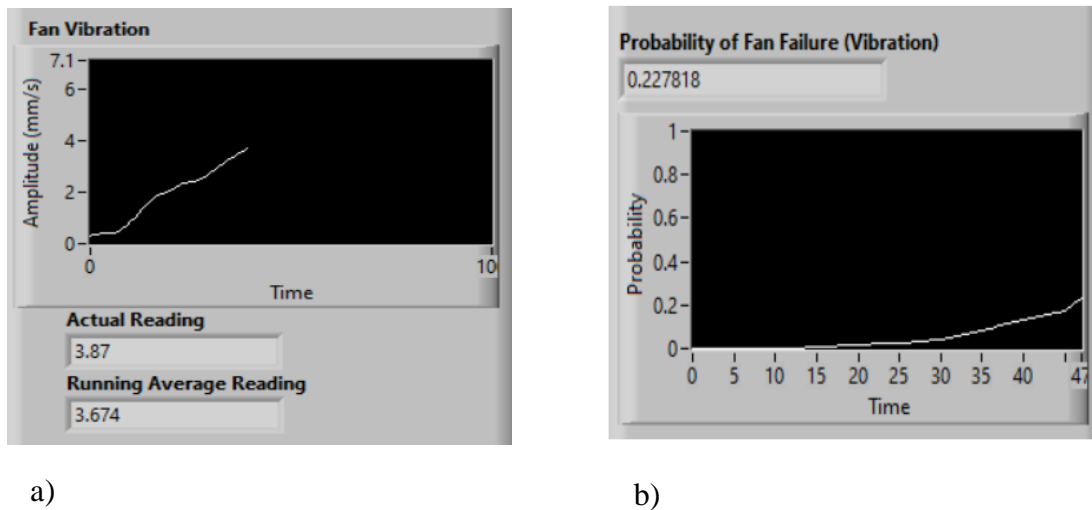 Fan Vibration
Amplitude (mm/s)
7.1
6
4
2
0
0
10
Time
Actual Reading
3.87
Running Average Reading
3.674
a)
Probability of Fan Failure (Vibration)
0.227818
Probability
1
0.8
0.6
0.4
0.2
0
0 5 10 15 20 25 30 35 40 47
Time
b)